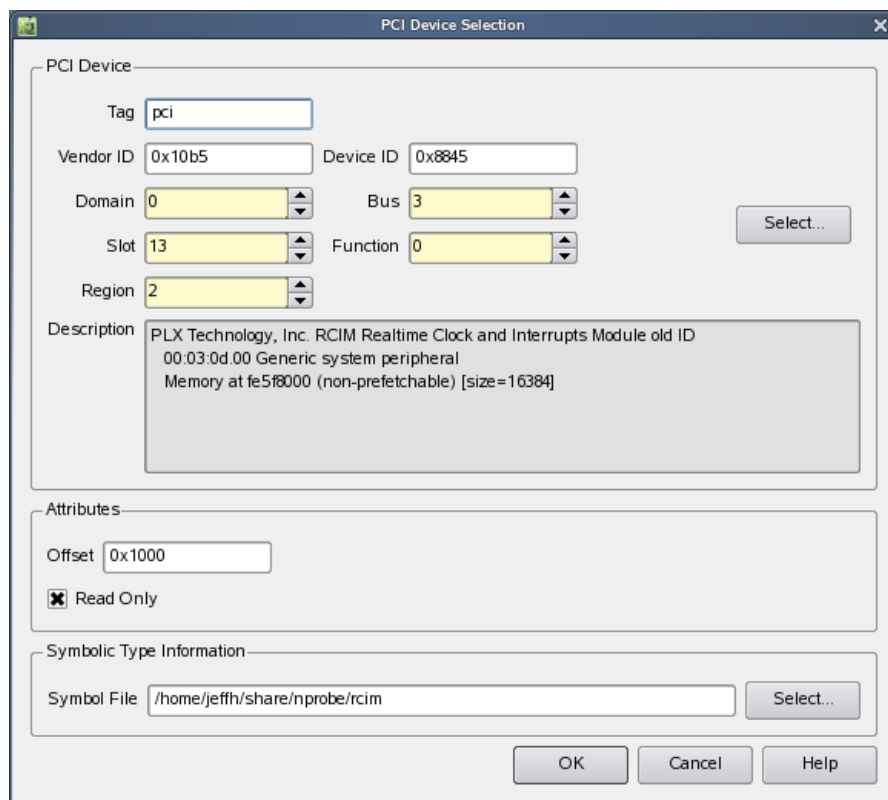 PCI Device Selection
PCI Device
Tag pci
Vendor ID 0x10b5 Device ID 0x8845
Domain 0 Bus 3
Select...
Slot 13 Function 0
Region 2
Description PLX Technology, Inc. RCIM Realtime Clock and Interrupts Module old ID
00:03:0d.00 Generic system peripheral
Memory at fe5f8000 (non-prefetchable) [size=16384]
Attributes
Offset 0x1000
Read Only
Symbolic Type Information
Symbol File /home/jeffh/share/nprobe/rcim Select...
OK Cancel Help